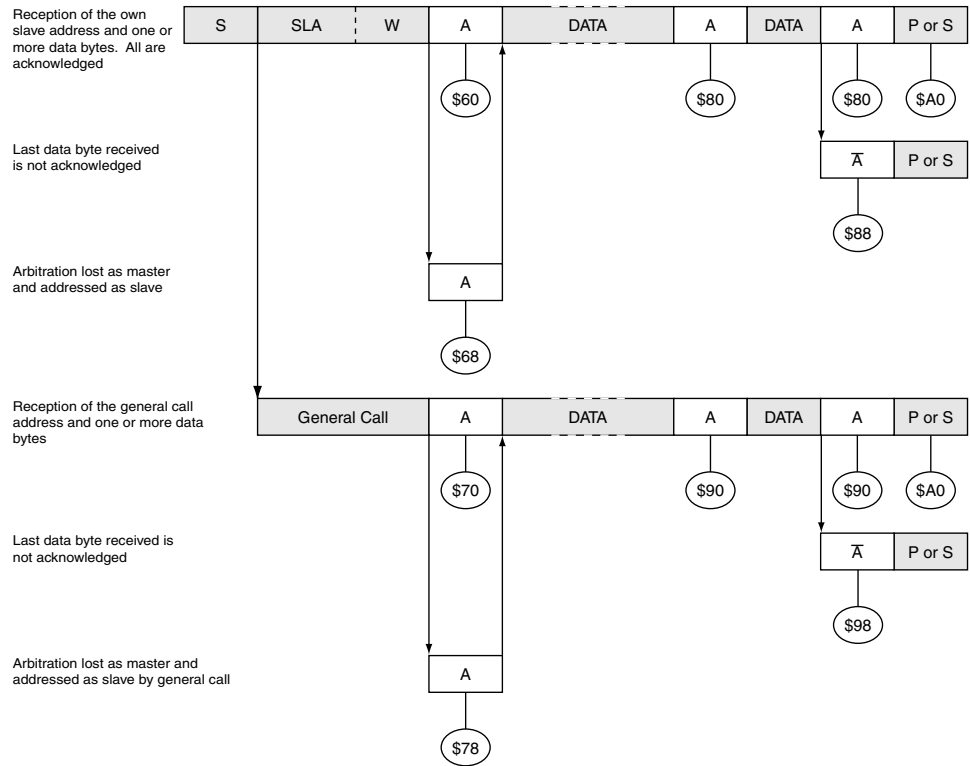 Reception of the own
slave address and one or
more data bytes. All are
acknowledged
S SLA W A DATA A DATA A P or S
$60 $80 $80 $A0
Last data byte received
is not acknowledged
A̅ P or S
$88
Arbitration lost as master
and addressed as slave
A
$68
Reception of the general call
address and one or more data
bytes
General Call A DATA A DATA A P or S
$70 $90 $90 $A0
Last data byte received is
not acknowledged
A̅ P or S
$98
Arbitration lost as master and
addressed as slave by general call
A
$78